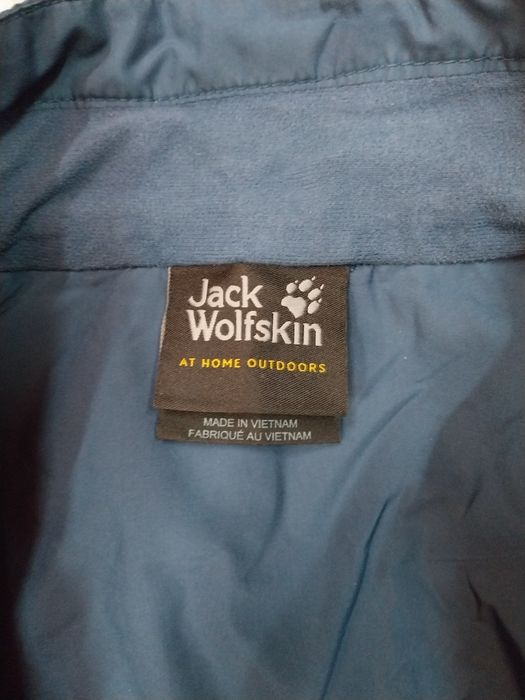 Jack
Wolfskin
AT HOME OUTDOORS
MADE IN VIETNAM
FABRIQUÉ AU VIETNAM